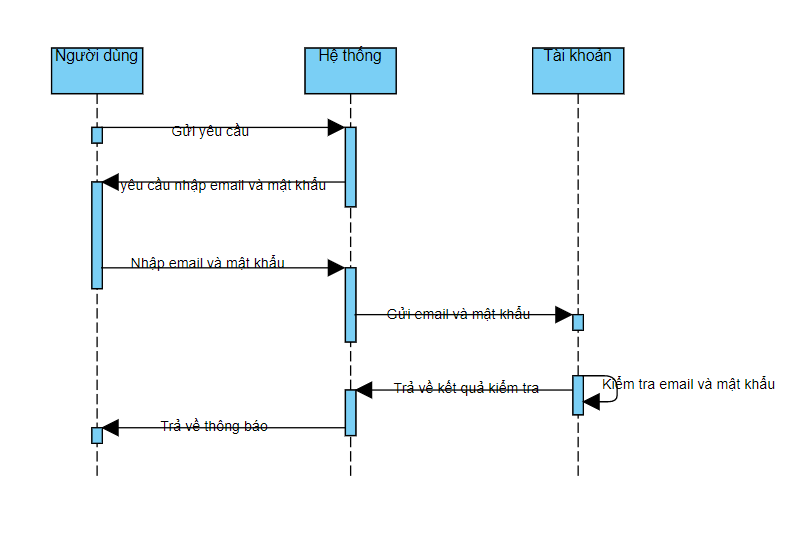 Người dùng
Hệ thống
Tài khoản
Gửi yêu cầu
yêu cầu nhập email và mật khẩu
Nhập email và mật khẩu
Gửi email và mật khẩu
Kiểm tra email và mật khẩu
Trả về kết quả kiểm tra
Trả về thông báo